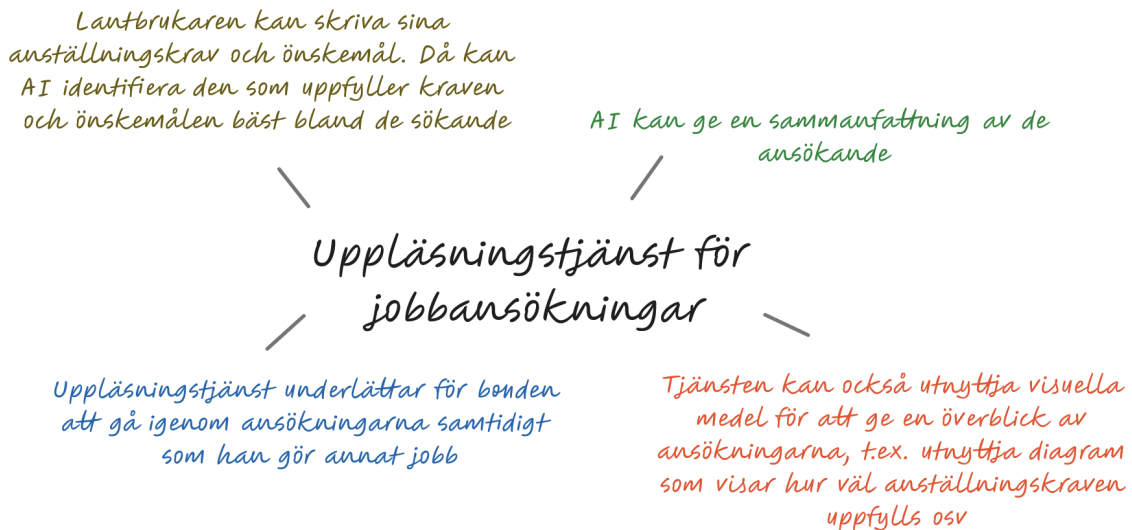 Lantbrukaren kan skriva sina
anställningskrav och önskemål. Då kan
AI identifiera den som uppfyller kraven
och önskemålen bäst bland de sökande
AI kan ge en sammanfattning av de
ansökande
Uppläsningstjänst för
jobbansökningar
Uppläsningstjänst underlättar för bonden
att gå igenom ansökningarna samtidigt
som han gör annat jobb
Tjänsten kan också utnyttja visuella
medel för att ge en överblick av
ansökningarna, t.ex. utnyttja diagram
som visar hur väl anställningskraven
uppfylls osv